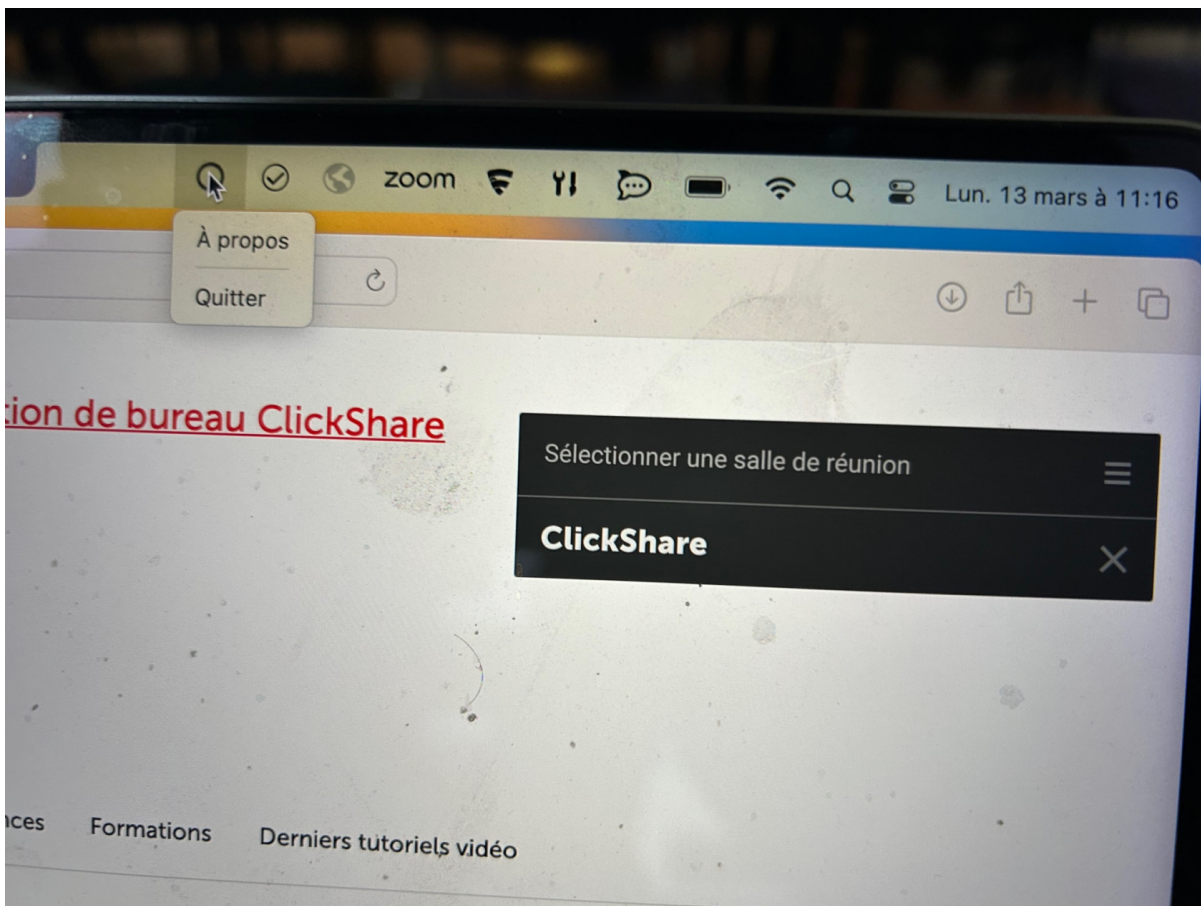 zoom
Lun. 13 mars à 11:16
À propos
Quitter
tion de bureau ClickShare
Sélectionner une salle de réunion
ClickShare
nces
Formations
Derniers tutoriels vidéo